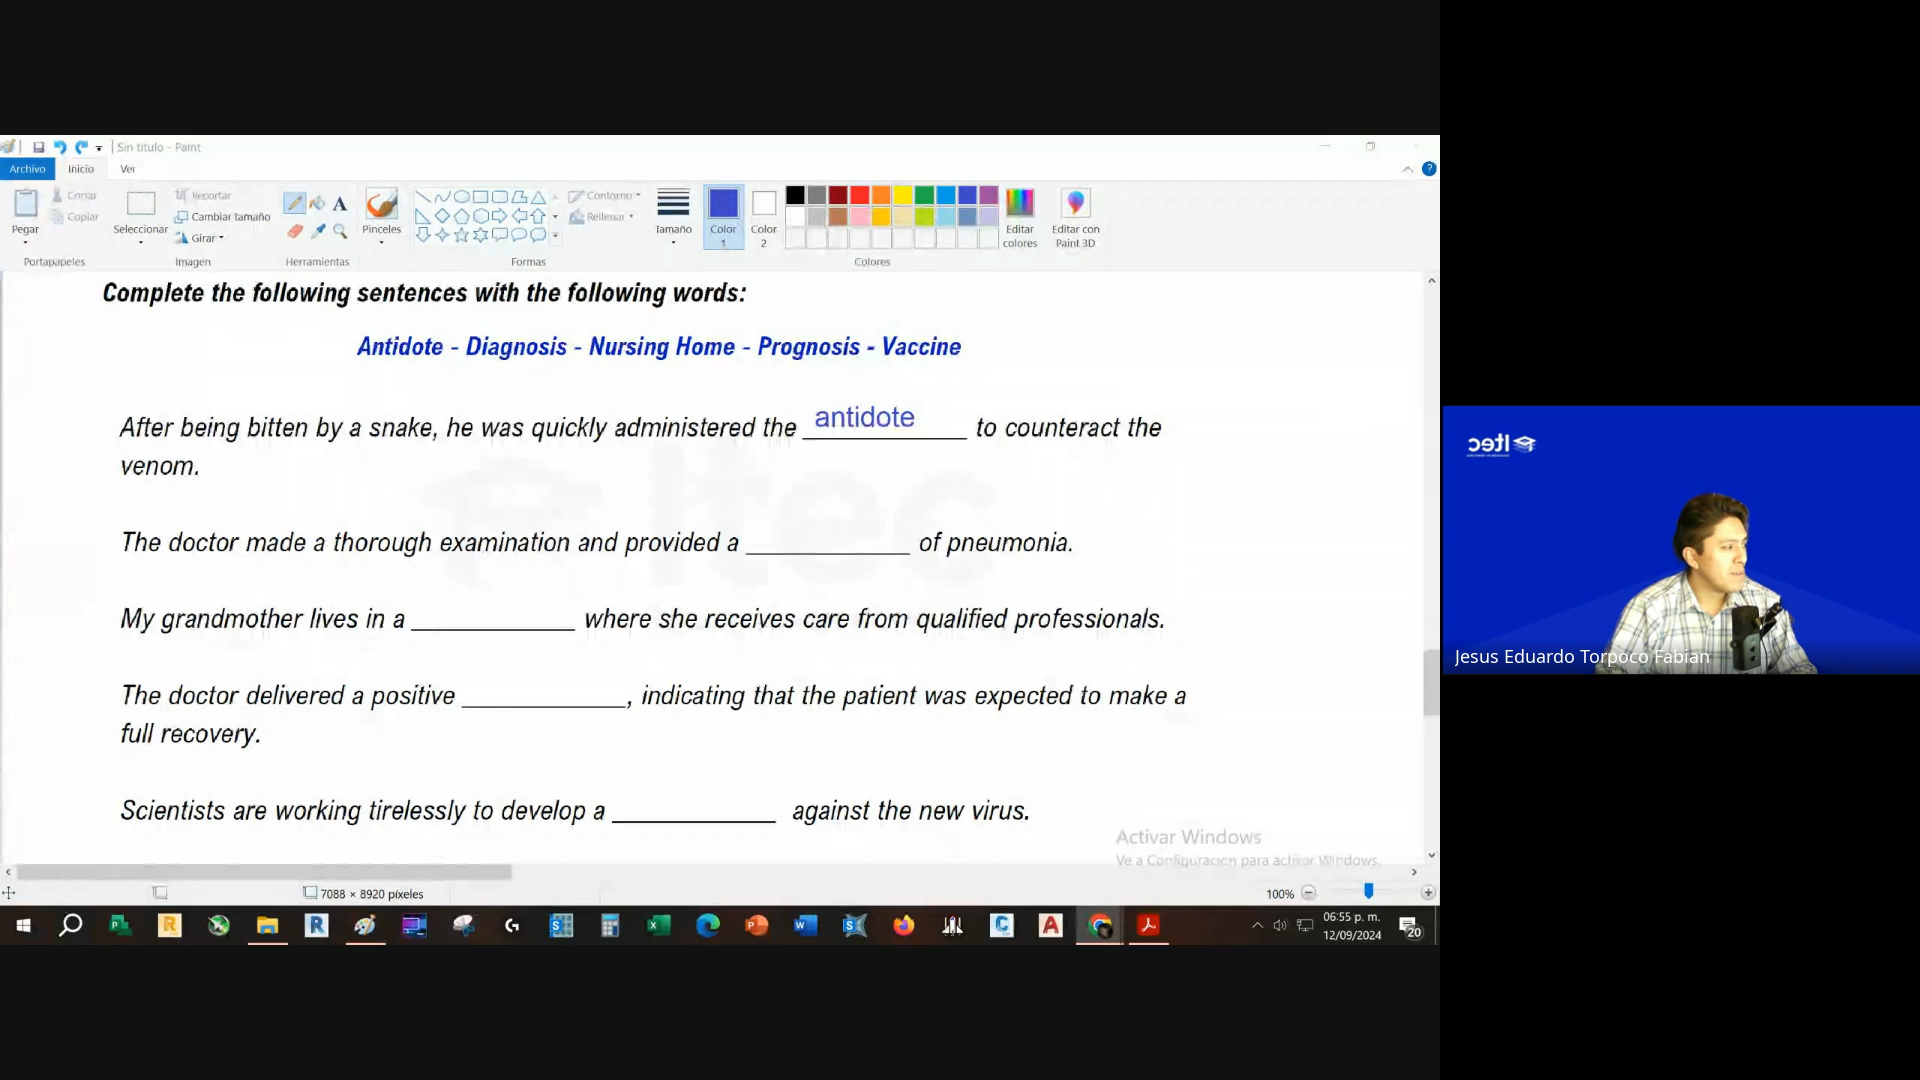 Sin título - Paint
Archivo Inicio Ver
Pegar
Cortar
Copiar
Portapapeles
Seleccionar
Recortar
Cambiar tamaño
Girar
Imagen
A
Herramientas
Pinceles
Contorno
Rellenar
Formas
Tamaño
Color 1
Color 2
Editar colores
Editar con Paint 3D
Colores
Complete the following sentences with the following words:
Antidote - Diagnosis - Nursing Home - Prognosis - Vaccine
After being bitten by a snake, he was quickly administered the antidote to counteract the
venom.
The doctor made a thorough examination and provided a ____________ of pneumonia.
My grandmother lives in a ____________ where she receives care from qualified professionals.
The doctor delivered a positive ____________, indicating that the patient was expected to make a
full recovery.
Scientists are working tirelessly to develop a ____________ against the new virus.
Itec
Activar Windows
Ve a Configuración para activar Windows.
7088 × 8920 píxeles
100%
06:55 p. m.
12/09/2024
20
Itec
Jesus Eduardo Torpoco Fabian